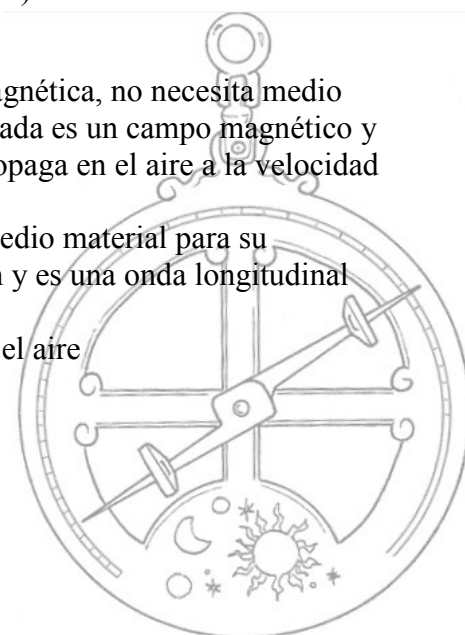 agnética, no necesita medio
ada es un campo magnético y
opaga en el aire a la velocidad
edio material para su
n y es una onda longitudinal
el aire